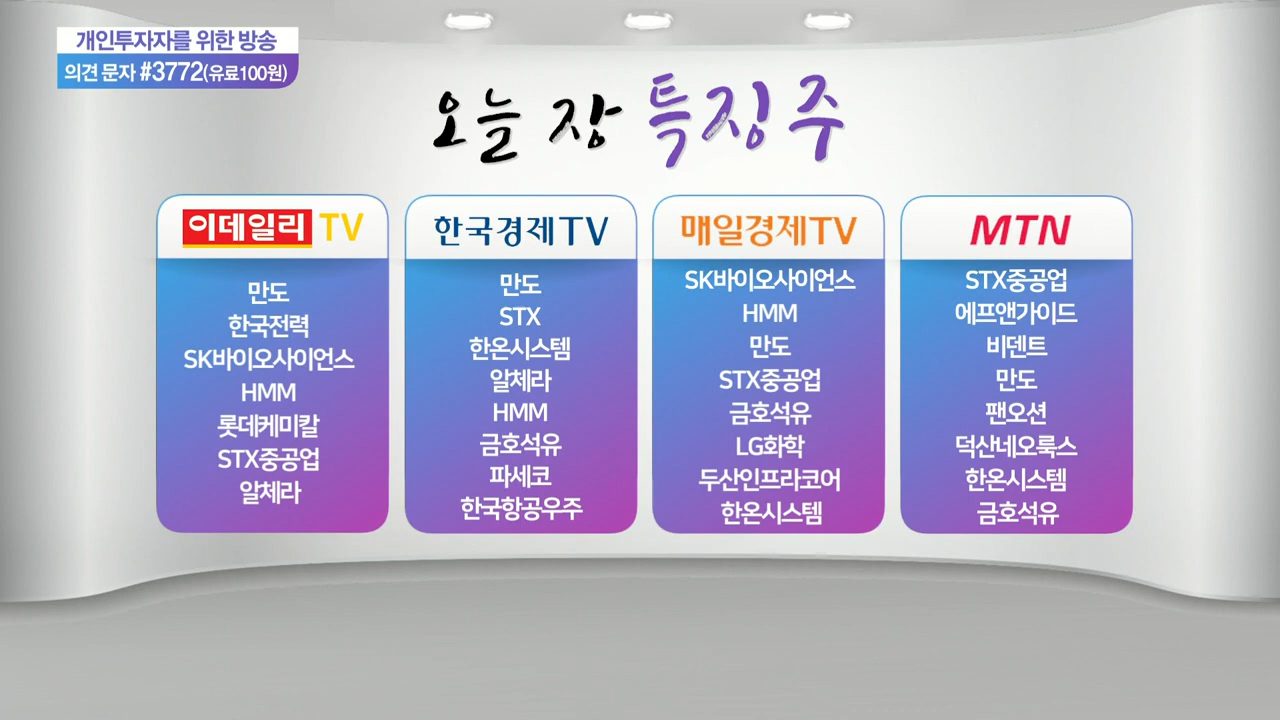 개인투자자를 위한 방송
의견 문자 #3772(유료100원)
오늘 장 특징주
이데일리 TV
만도
한국전력
SK바이오사이언스
HMM
롯데케미칼
STX중공업
알체라
한국경제TV
만도
STX
한온시스템
알체라
HMM
금호석유
파세코
한국항공우주
매일경제TV
SK바이오사이언스
HMM
만도
STX중공업
금호석유
LG화학
두산인프라코어
한온시스템
MTN
STX중공업
에프앤가이드
비덴트
만도
팬오션
덕산네오룩스
한온시스템
금호석유